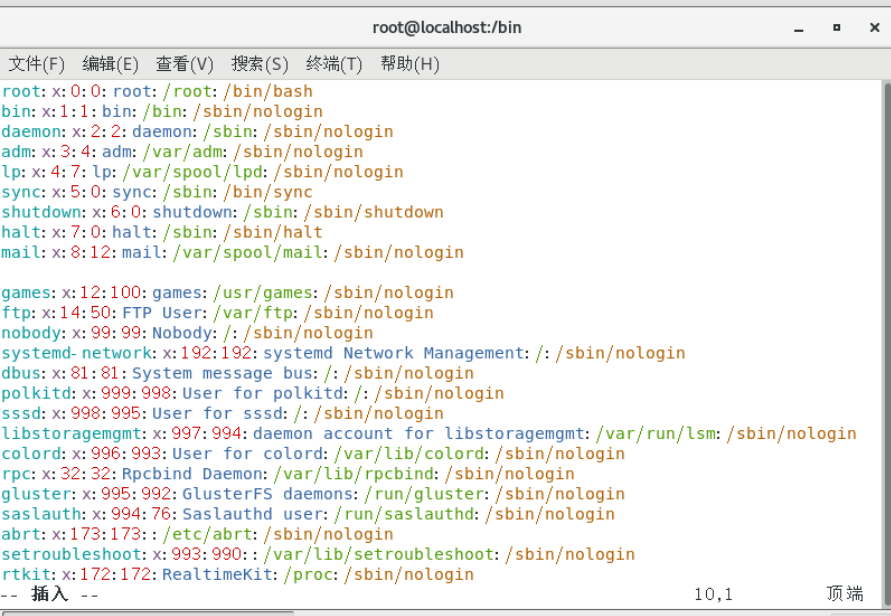 root@localhost:/bin
文件(F) 编辑(E) 查看(V) 搜索(S) 终端(T) 帮助(H)
root:x:0:0:root:/root:/bin/bash
bin:x:1:1:bin:/bin:/sbin/nologin
daemon:x:2:2:daemon:/sbin:/sbin/nologin
adm:x:3:4:adm:/var/adm:/sbin/nologin
lp:x:4:7:lp:/var/spool/lpd:/sbin/nologin
sync:x:5:0:sync:/sbin:/bin/sync
shutdown:x:6:0:shutdown:/sbin:/sbin/shutdown
halt:x:7:0:halt:/sbin:/sbin/halt
mail:x:8:12:mail:/var/spool/mail:/sbin/nologin
games:x:12:100:games:/usr/games:/sbin/nologin
ftp:x:14:50:FTP User:/var/ftp:/sbin/nologin
nobody:x:99:99:Nobody:/:/sbin/nologin
systemd-network:x:192:192:systemd Network Management:/:/sbin/nologin
dbus:x:81:81:System message bus:/:/sbin/nologin
polkitd:x:999:998:User for polkitd:/:/sbin/nologin
sssd:x:998:995:User for sssd:/:/sbin/nologin
libstoragemgmt:x:997:994:daemon account for libstoragemgmt:/var/run/lsm:/sbin/nologin
colord:x:996:993:User for colord:/var/lib/colord:/sbin/nologin
rpc:x:32:32:Rpcbind Daemon:/var/lib/rpcbind:/sbin/nologin
gluster:x:995:992:GlusterFS daemons:/run/gluster:/sbin/nologin
saslauth:x:994:76:Saslauthd user:/run/saslauthd:/sbin/nologin
abrt:x:173:173::/etc/abrt:/sbin/nologin
setroubleshoot:x:993:990::/var/lib/setroubleshoot:/sbin/nologin
rtkit:x:172:172:RealtimeKit:/proc:/sbin/nologin
-- 插入 -- 10,1 顶端